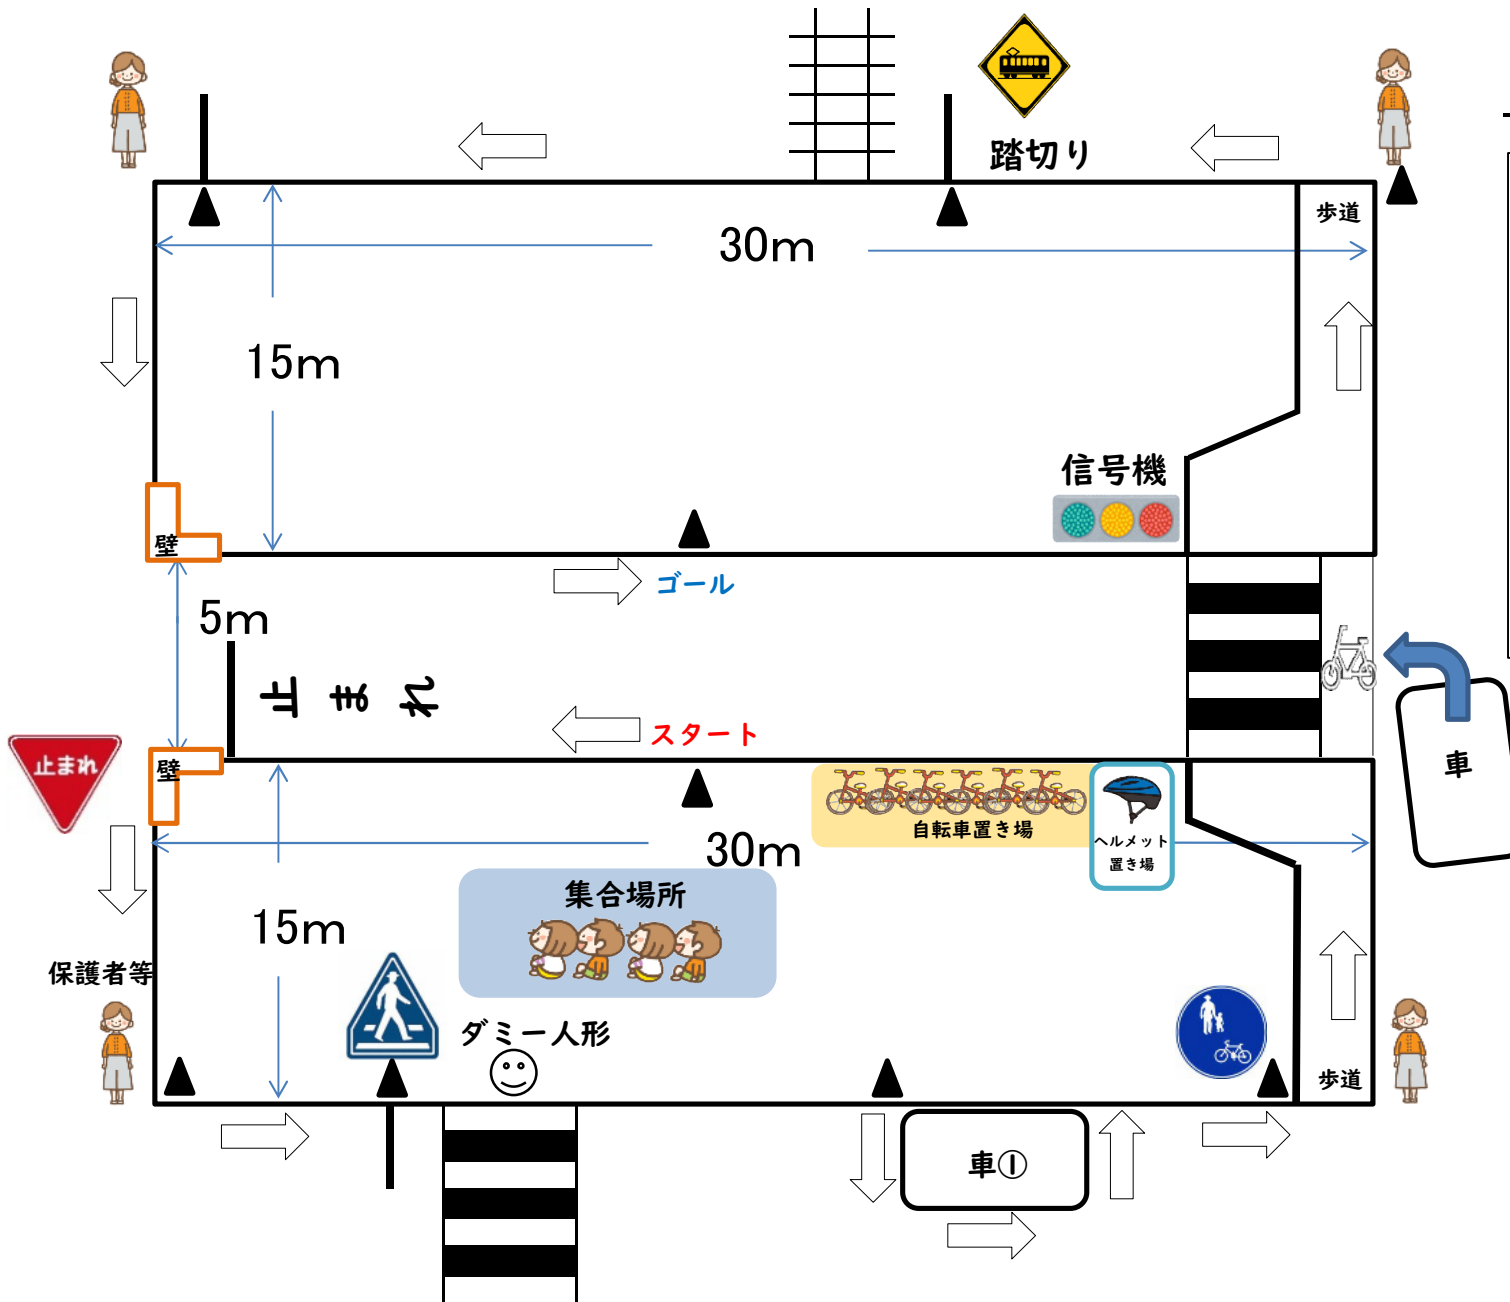 踏切り
歩道
30m
15m
信号機
壁
ゴール
5m
止まれ
スタート
止まれ
壁
車
自転車置き場
ヘルメット
置き場
30m
集合場所
15m
保護者等
ダミー人形
歩道
車①